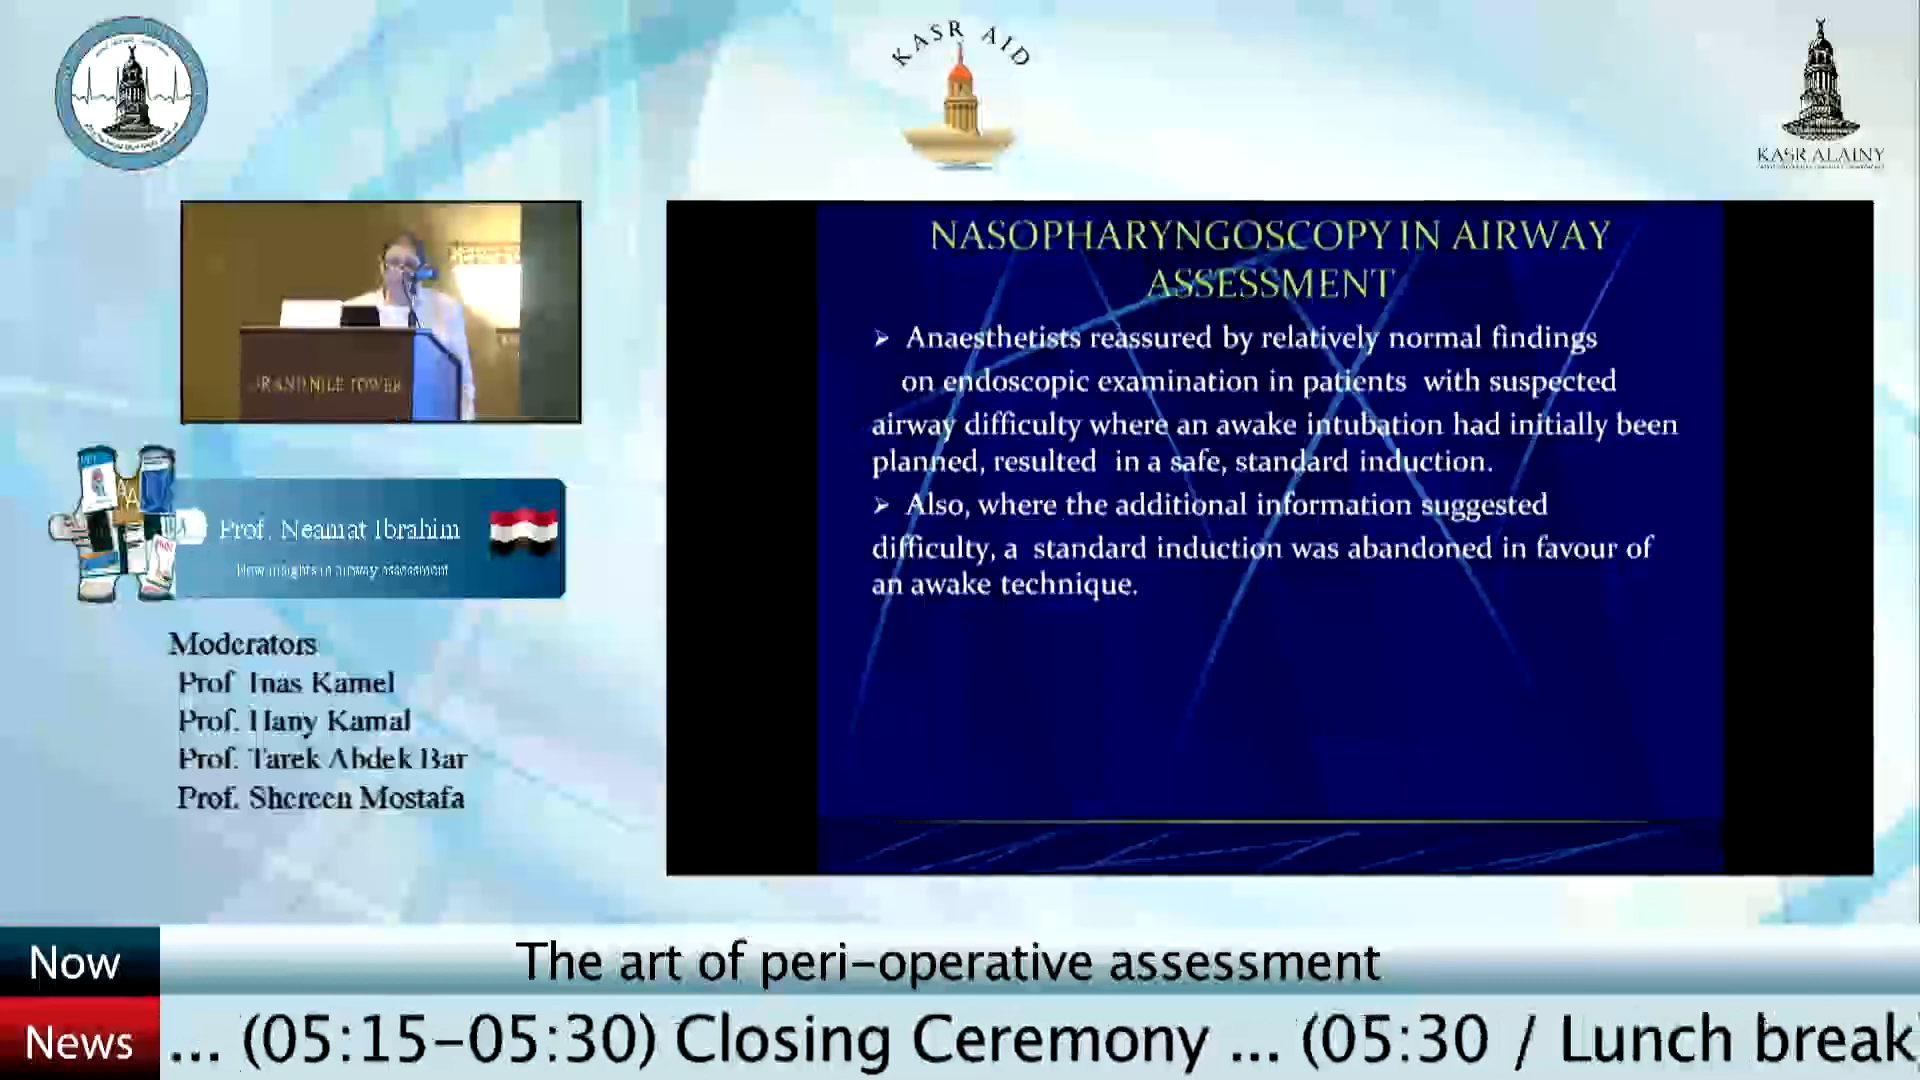 KASR AID
KASR ALAINY
GRAND NILE TOWER
Prof. Neamat Ibrahim
New insights in airway assessment
Moderators
Prof Inas Kamel
Prof. Hany Kamal
Prof. Tarek Abdek Bar
Prof. Shereen Mostafa
NASOPHARYNGOSCOPY IN AIRWAY
ASSESSMENT
➢ Anaesthetists reassured by relatively normal findings
on endoscopic examination in patients with suspected
airway difficulty where an awake intubation had initially been
planned, resulted in a safe, standard induction.
➢ Also, where the additional information suggested
difficulty, a standard induction was abandoned in favour of
an awake technique.
Now
The art of peri-operative assessment
News
... (05:15-05:30) Closing Ceremony ... (05:30 / Lunch break